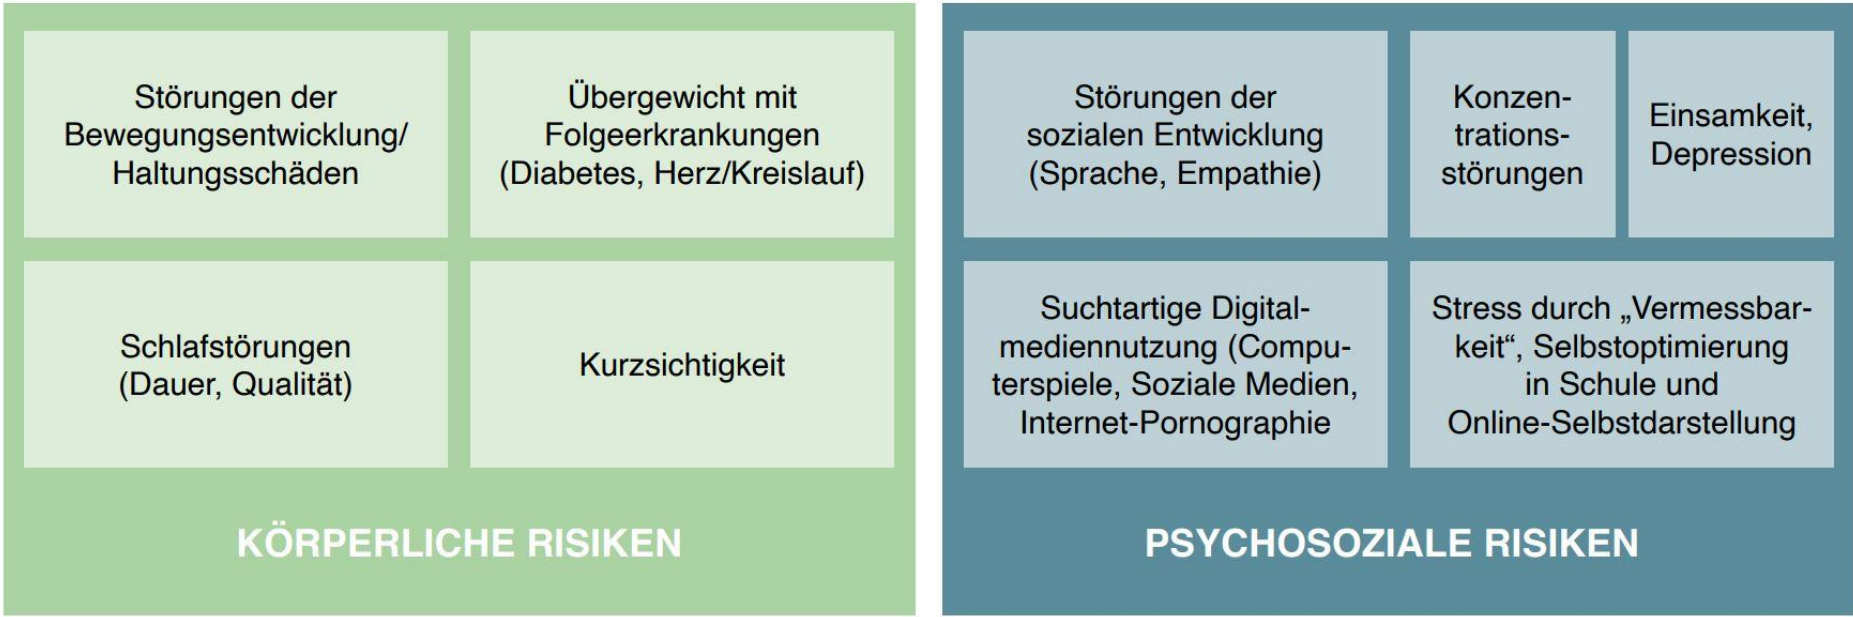 Störungen der
Bewegungsentwicklung/
Haltungsschäden
Übergewicht mit
Folgeerkrankungen
(Diabetes, Herz/Kreislauf)
Schlafstörungen
(Dauer, Qualität)
Kurzsichtigkeit
KÖRPERLICHE RISIKEN
Störungen der
sozialen Entwicklung
(Sprache, Empathie)
Konzen-
trations-
störungen
Einsamkeit,
Depression
Suchtartige Digital-
mediennutzung (Compu-
terspiele, Soziale Medien,
Internet-Pornographie
Stress durch „Vermessbar-
keit“, Selbstoptimierung
in Schule und
Online-Selbstdarstellung
PSYCHOSOZIALE RISIKEN